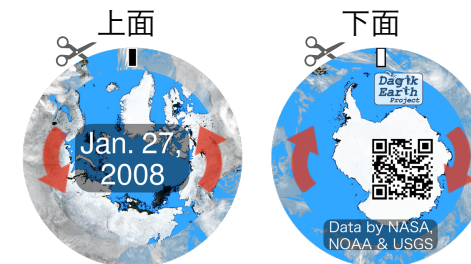 上面
下面
Jan. 27,
2008
Dagik
Earth
Project
Data by NASA,
NOAA & USGS